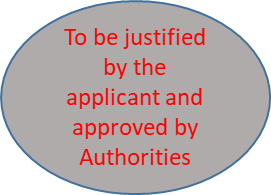 To be justified
by the
applicant and
approved by
Authorities